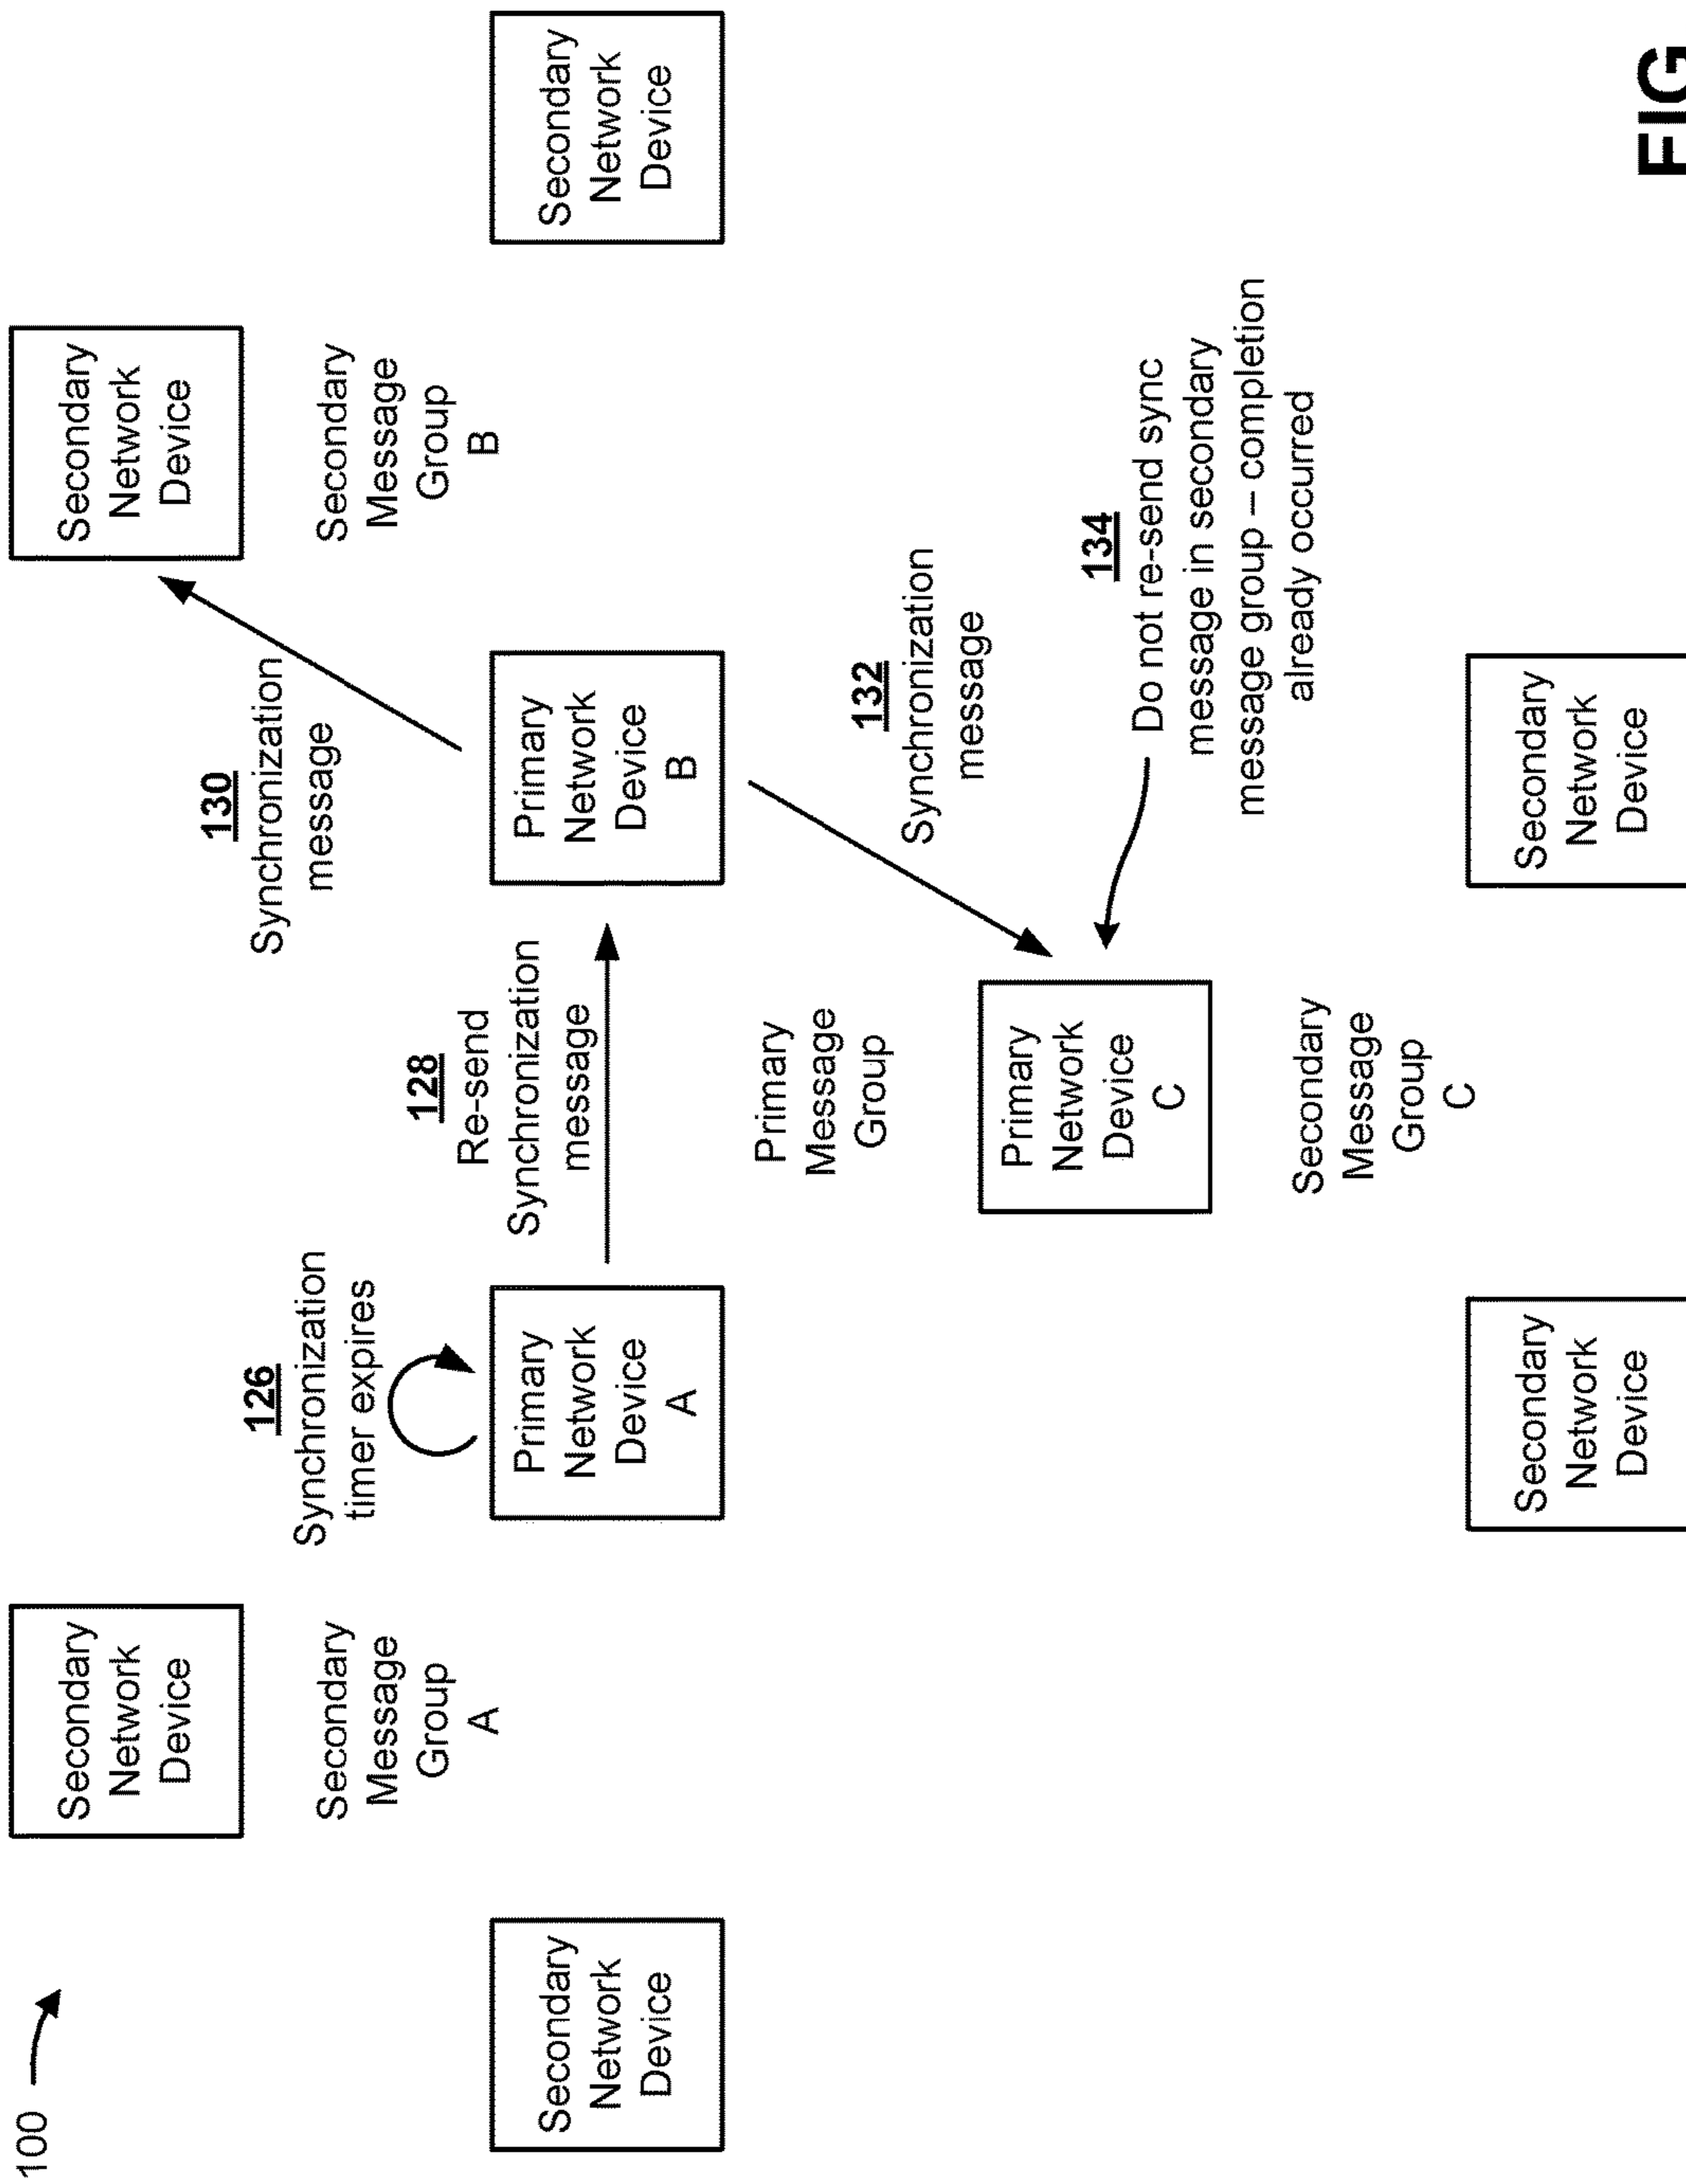 100
Secondary
Network
Device
Secondary
Network
Device
Secondary
Message
Group
A
126
Synchronization
timer expires
Primary
Network
Device
A
128
Re-send
Synchronization
message
130
Synchronization
message
Secondary
Network
Device
Secondary
Message
Group
B
Primary
Network
Device
B
Secondary
Network
Device
Primary
Message
Group
132
Synchronization
message
Primary
Network
Device
C
134
Do not re-send sync
message in secondary
message group – completion
already occurred
Secondary
Message
Group
C
Secondary
Network
Device
Secondary
Network
Device
FIG